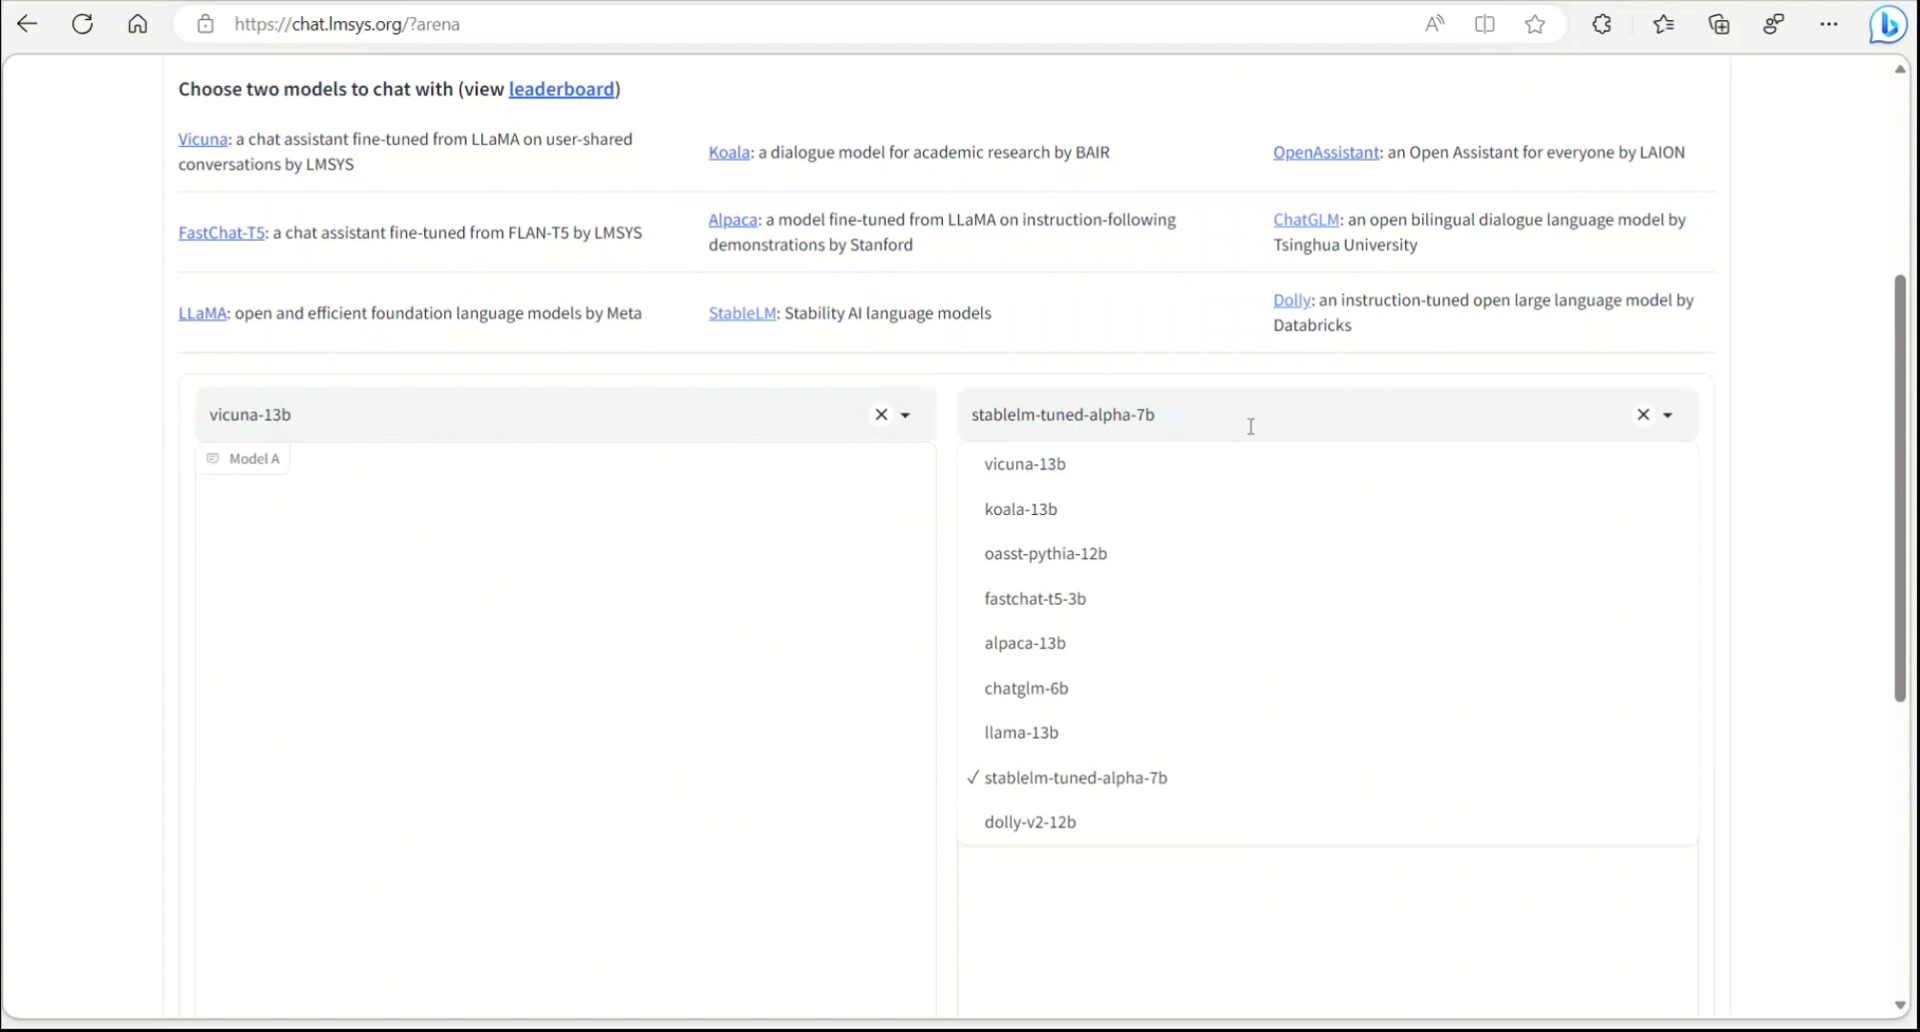 https://chat.lmsys.org/?arena
Choose two models to chat with (view leaderboard)
Vicuna: a chat assistant fine-tuned from LLaMA on user-shared
conversations by LMSYS
Koala: a dialogue model for academic research by BAIR
OpenAssistant: an Open Assistant for everyone by LAION
FastChat-T5: a chat assistant fine-tuned from FLAN-T5 by LMSYS
Alpaca: a model fine-tuned from LLaMA on instruction-following
demonstrations by Stanford
ChatGLM: an open bilingual dialogue language model by
Tsinghua University
LLaMA: open and efficient foundation language models by Meta
StableLM: Stability AI language models
Dolly: an instruction-tuned open large language model by
Databricks
vicuna-13b
Model A
stablelm-tuned-alpha-7b
vicuna-13b
koala-13b
oasst-pythia-12b
fastchat-t5-3b
alpaca-13b
chatglm-6b
llama-13b
✓ stablelm-tuned-alpha-7b
dolly-v2-12b